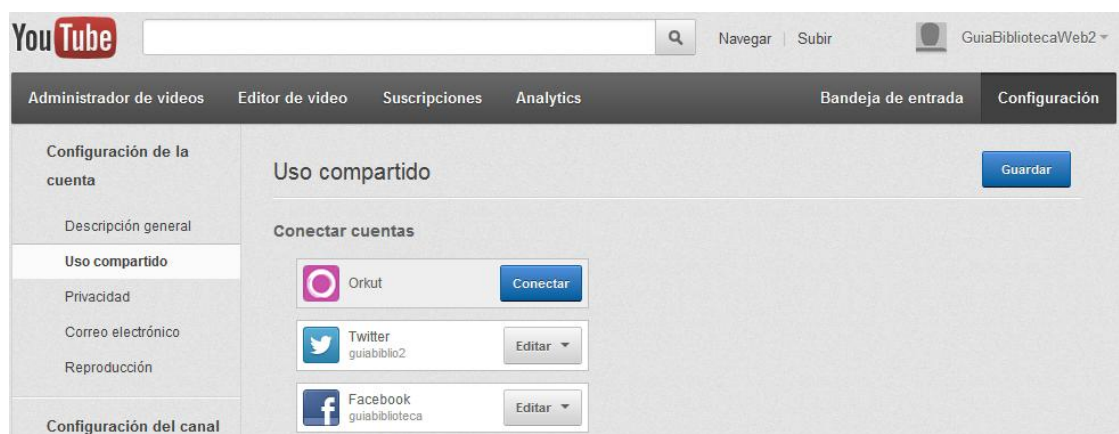 YouTube
Navegar | Subir
GuiaBibliotecaWeb2
Administrador de videos
Editor de video
Suscripciones
Analytics
Bandeja de entrada
Configuración
Configuración de la
cuenta
Descripción general
Uso compartido
Privacidad
Correo electrónico
Reproducción
Configuración del canal
Uso compartido
Guardar
Conectar cuentas
Orkut
Conectar
Twitter
guiabiblio2
Editar
Facebook
guiabiblioteca
Editar